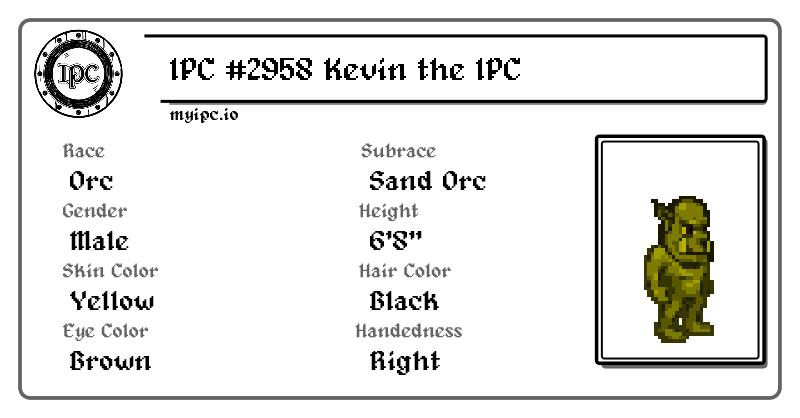 IPC
IPC #2958 Kevin the IPC
myipc.io
Race
Orc
Subrace
Sand Orc
Gender
Male
Height
6'8"
Skin Color
Yellow
Hair Color
Black
Eye Color
Brown
Handedness
Right